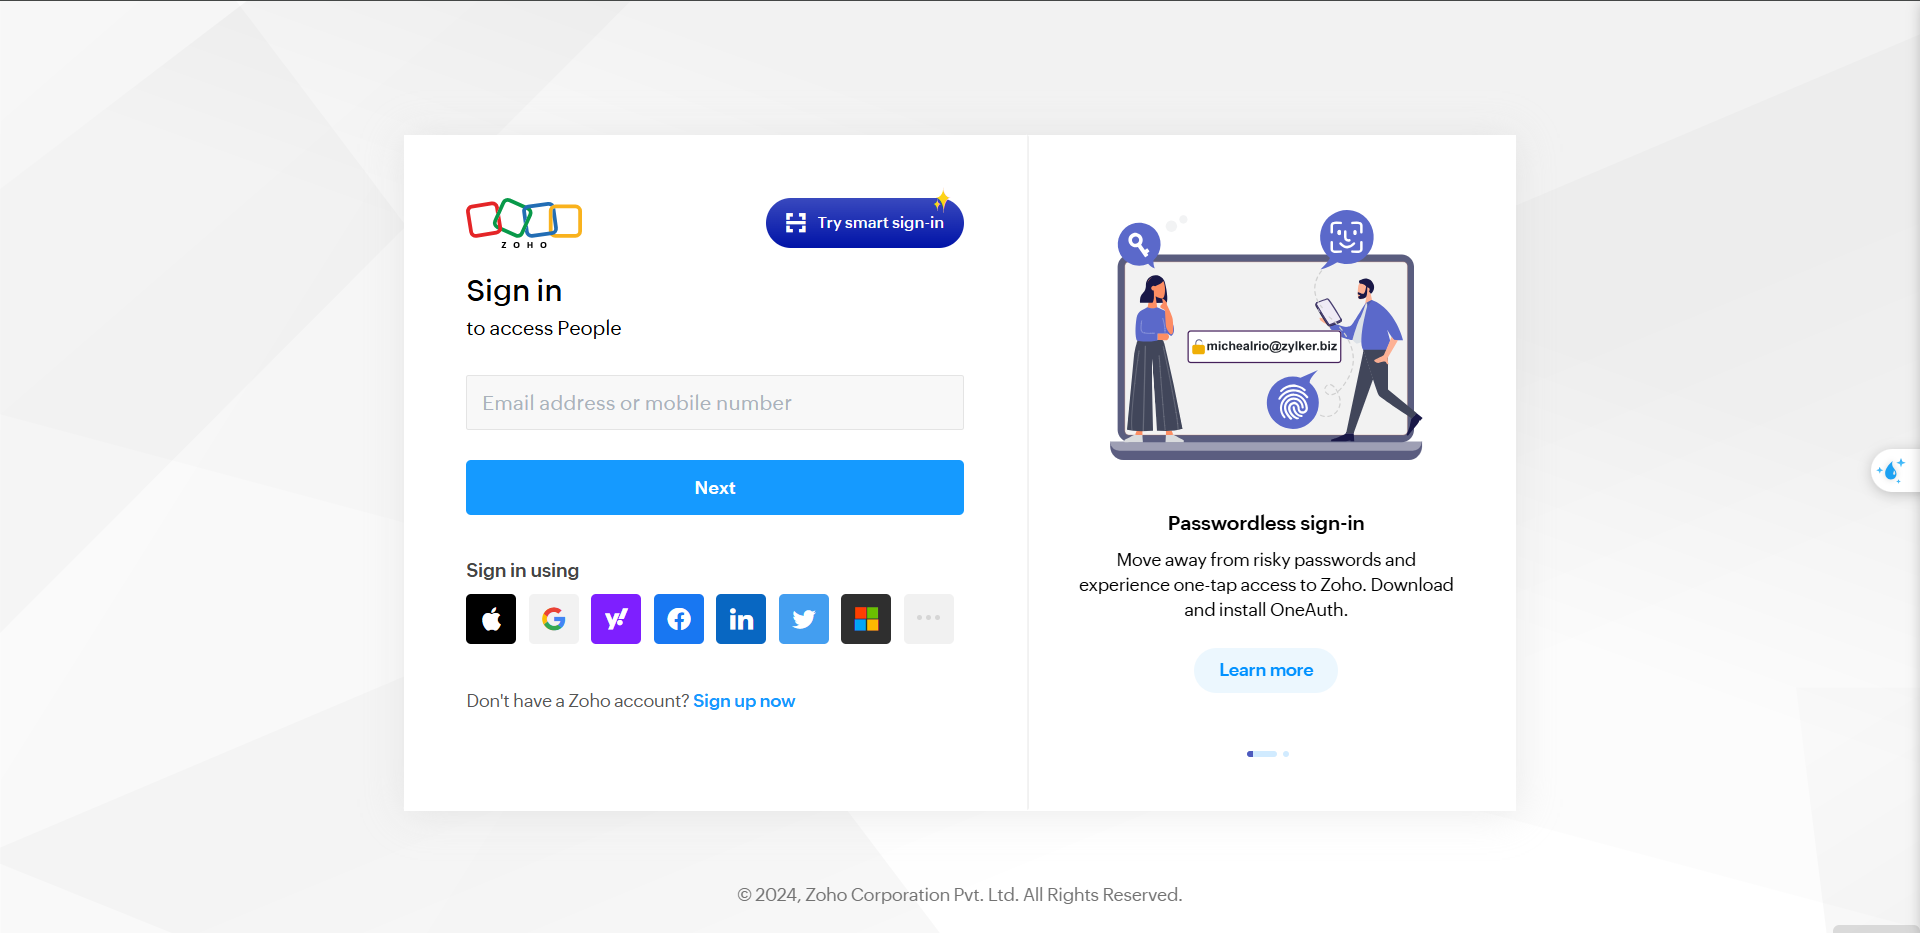 ZOHO
Try smart sign-in
Sign in
to access People
Email address or mobile number
Next
Sign in using
Don't have a Zoho account? Sign up now
michealrio@zylker.biz
Passwordless sign-in
Move away from risky passwords and
experience one-tap access to Zoho. Download
and install OneAuth.
Learn more
© 2024, Zoho Corporation Pvt. Ltd. All Rights Reserved.